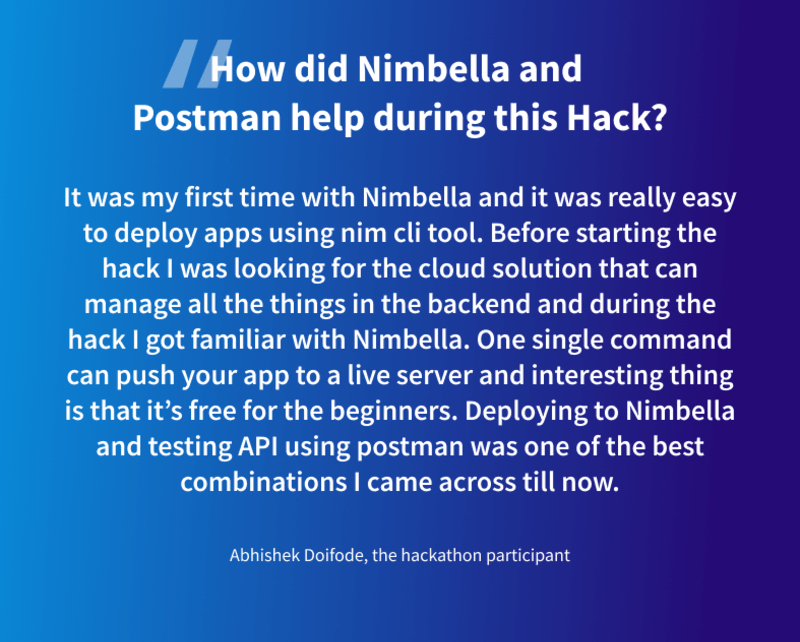 How did Nimbella and
Postman help during this Hack?
It was my first time with Nimbella and it was really easy
to deploy apps using nim cli tool. Before starting the
hack I was looking for the cloud solution that can
manage all the things in the backend and during the
hack I got familiar with Nimbella. One single command
can push your app to a live server and interesting thing
is that it’s free for the beginners. Deploying to Nimbella
and testing API using postman was one of the best
combinations I came across till now.
Abhishek Doifode, the hackathon participant